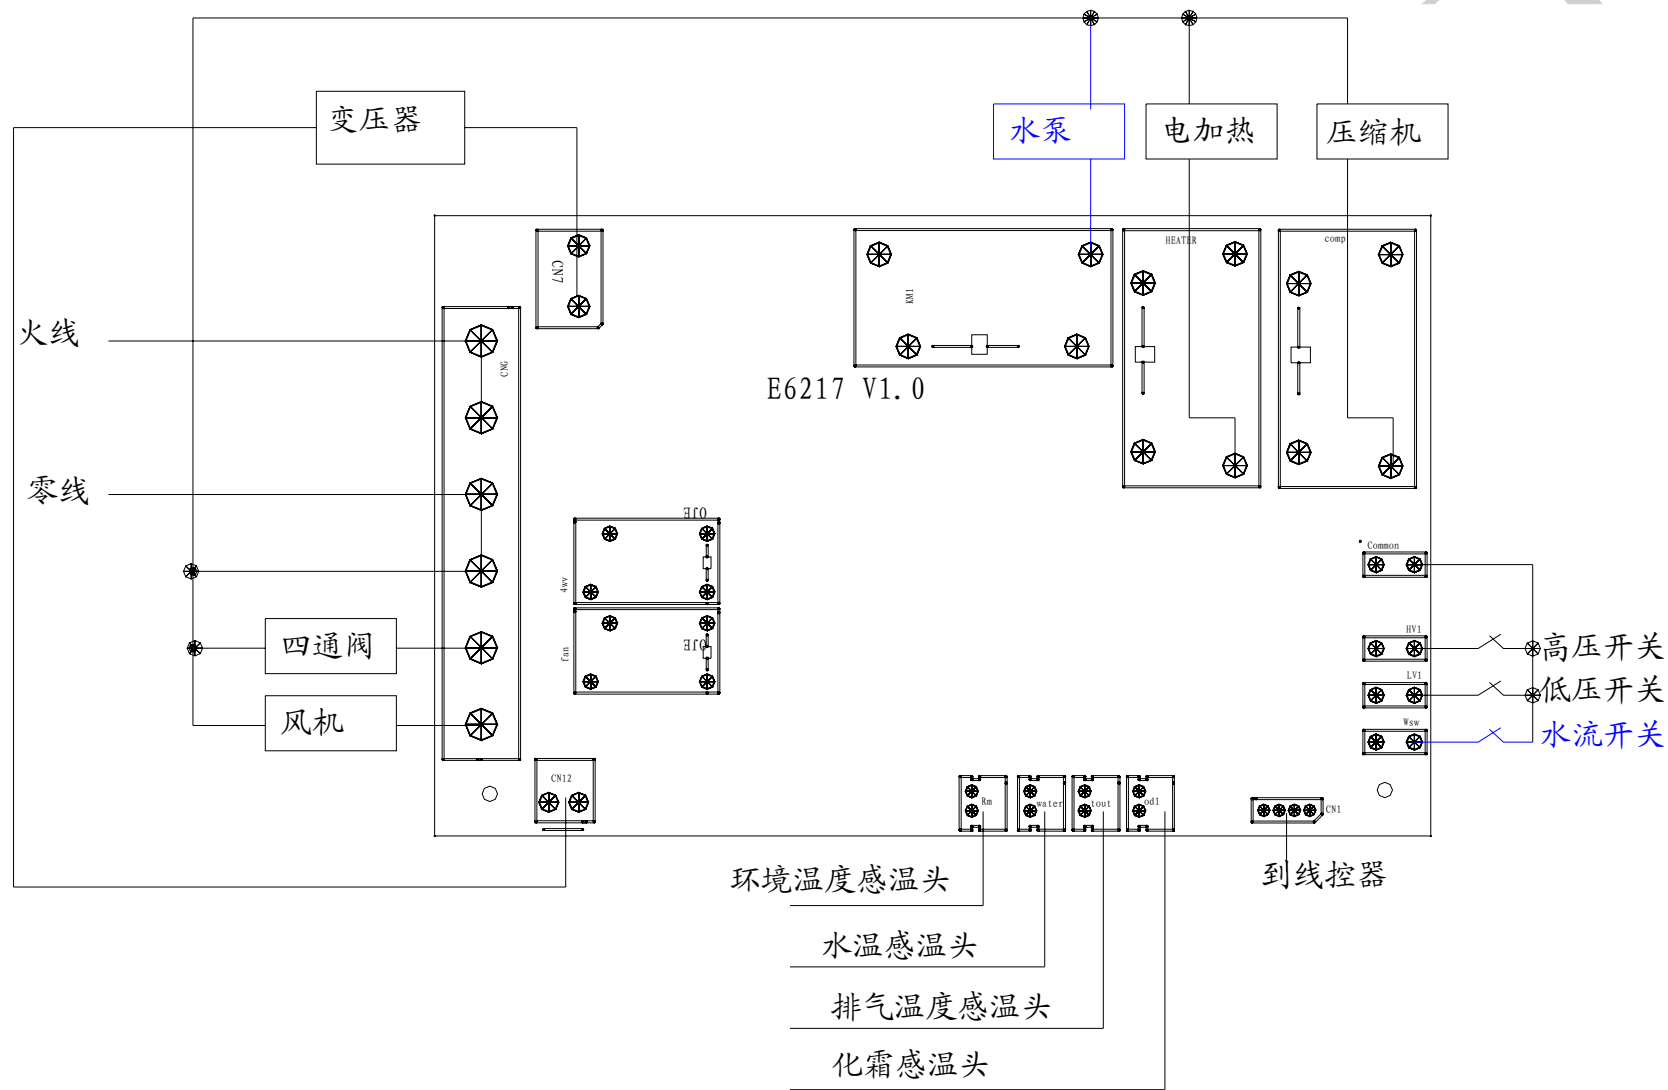 变压器
水泵
电加热
压缩机
HEATER
comp
CN7
KM1
火线
CN6
E6217 V1.0
零线
OJE
4wv
Common
fan
OJE
HV1
四通阀
高压开关
LV1
低压开关
风机
Wsw
水流开关
CN12
Rm
water
tout
od1
CN1
环境温度感温头
到线控器
水温感温头
排气温度感温头
化霜感温头